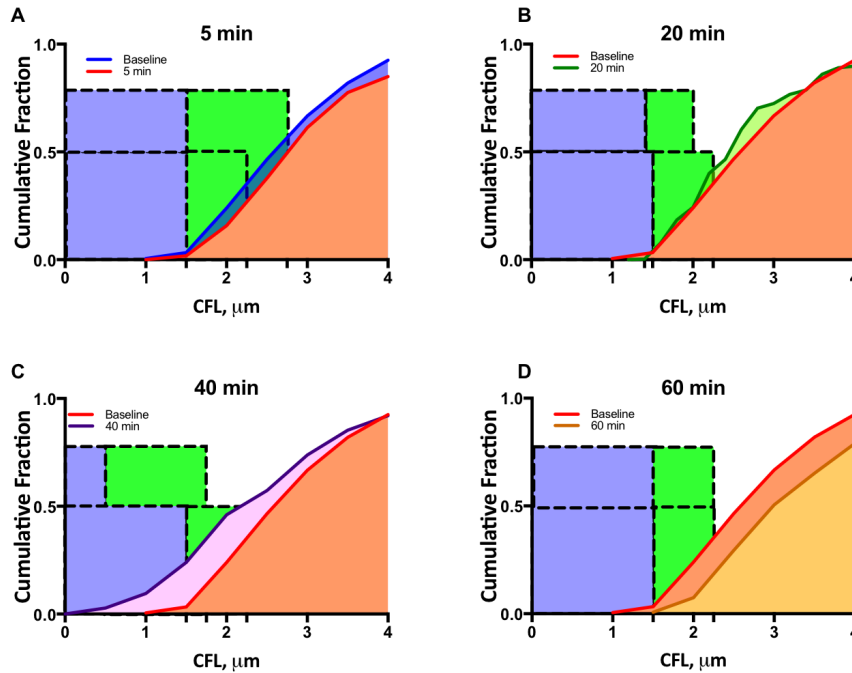 A
5 min
Baseline
5 min
Cumulative Fraction
1.0
0.5
0.0
0 1 2 3 4
CFL, μm
B
20 min
Baseline
20 min
Cumulative Fraction
1.0
0.5
0.0
0 1 2 3 4
CFL, μm
C
40 min
Baseline
40 min
Cumulative Fraction
1.0
0.5
0.0
0 1 2 3 4
CFL, μm
D
60 min
Baseline
60 min
Cumulative Fraction
1.0
0.5
0.0
0 1 2 3 4
CFL, μm